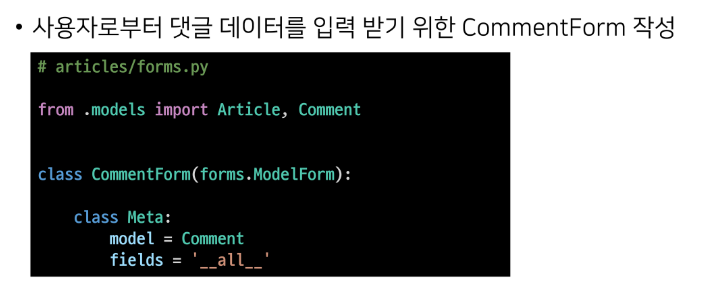 • 사용자로부터 댓글 데이터를 입력 받기 위한 CommentForm 작성
# articles/forms.py
from .models import Article, Comment
class CommentForm(forms.ModelForm):
    class Meta:
        model = Comment
        fields = '__all__'